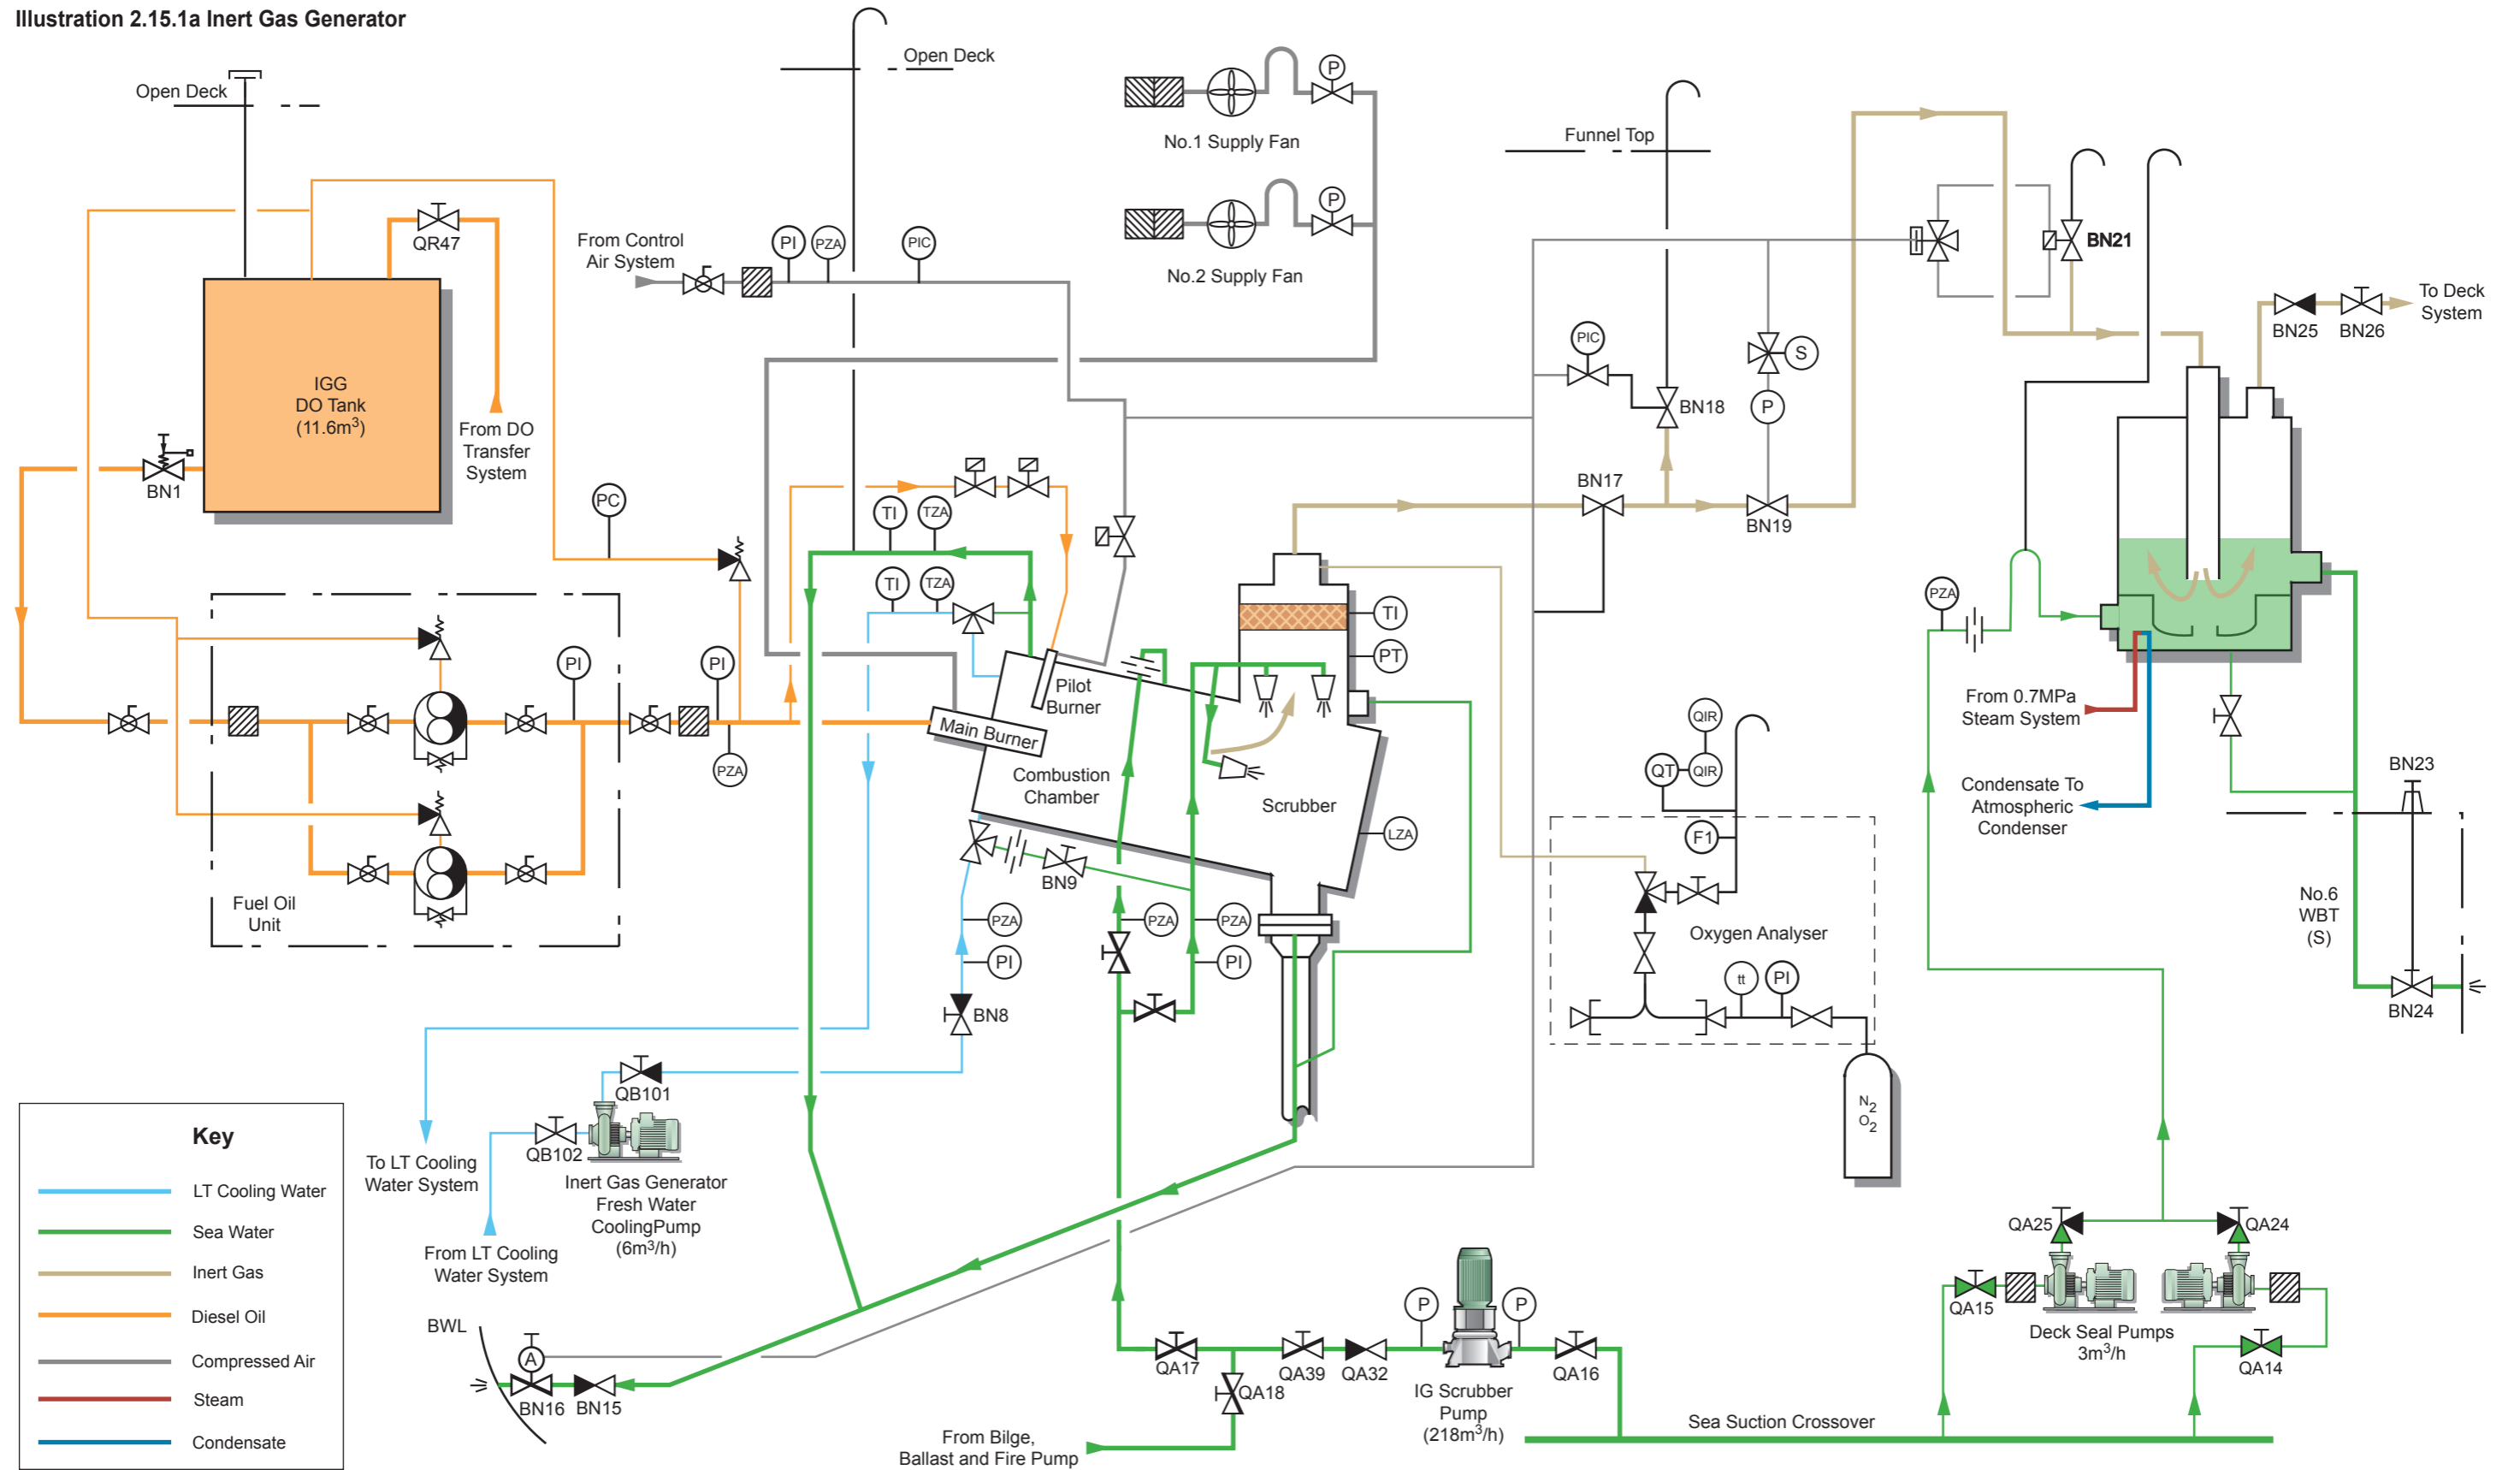 Illustration 2.15.1a Inert Gas Generator
Open Deck
Open Deck
No.1 Supply Fan
No.2 Supply Fan
P
P
Funnel Top
QR47
IGG
DO Tank
(11.6m3)
From DO
Transfer
System
BN1
From Control
Air System
PI
PZA
PIC
PC
TI
TZA
TI
TZA
PIC
BN18
S
P
BN17
BN19
BN21
BN25
BN26
To Deck
System
PI
PI
PZA
Fuel Oil
Unit
Pilot
Burner
Main Burner
Combustion
Chamber
Scrubber
TI
PT
LZA
BN9
PZA
PI
BN8
PZA
PZA
PI
QIR
QT
QIR
F1
Oxygen Analyser
tt
PI
N2
O2
PZA
From 0.7MPa
Steam System
Condensate To
Atmospheric
Condenser
BN23
No.6
WBT
(S)
BN24
QB101
QB102
To LT Cooling
Water System
From LT Cooling
Water System
Inert Gas Generator
Fresh Water
CoolingPump
(6m3/h)
Key
LT Cooling Water
Sea Water
Inert Gas
Diesel Oil
Compressed Air
Steam
Condensate
BWL
A
BN16
BN15
QA17
QA18
QA39
QA32
P
P
QA16
IG Scrubber
Pump
(218m3/h)
From Bilge,
Ballast and Fire Pump
Sea Suction Crossover
QA25
QA24
QA15
QA14
Deck Seal Pumps
3m3/h